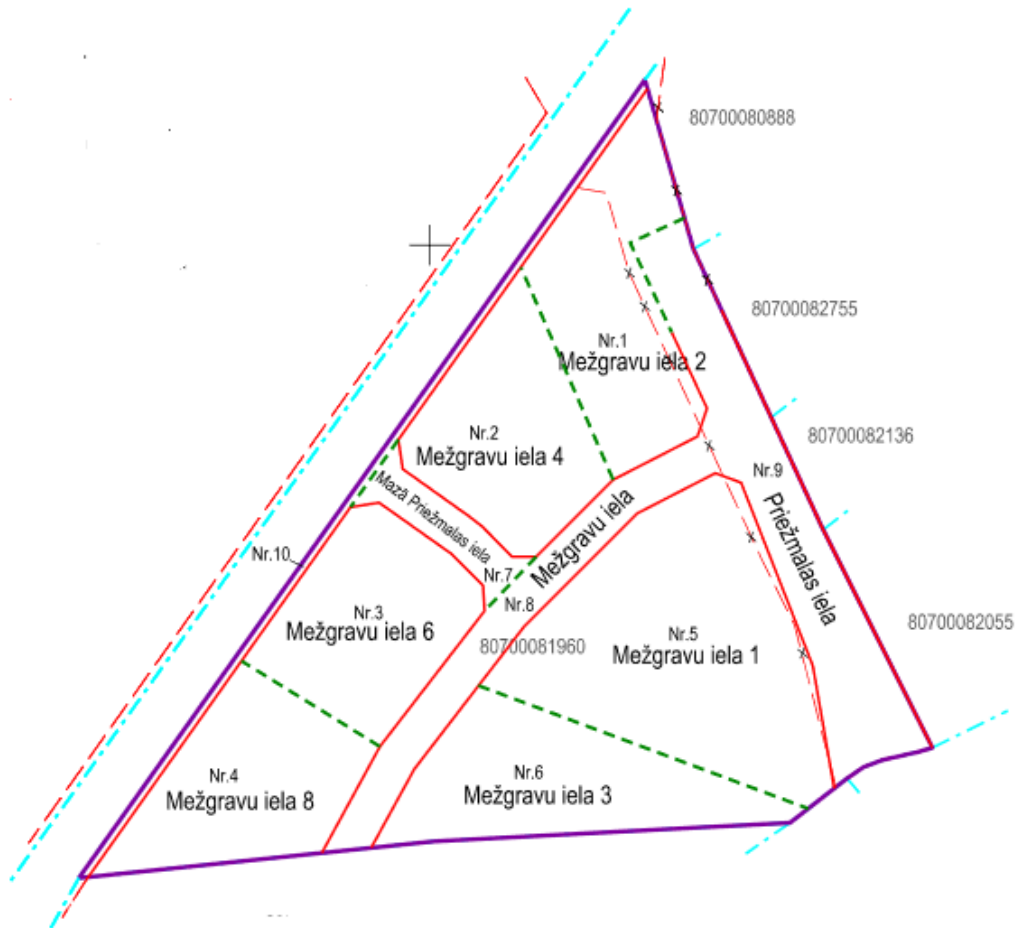 80700080888
80700082755
Nr.1
Mežgravu iela 2
80700082136
Nr.2
Mežgravu iela 4
Nr.9
Priežmalas iela
Mazā Priežmalas iela
Mežgravu iela
Nr.10
Nr.7
Nr.8
Nr.3
Mežgravu iela 6
80700081960
Nr.5
Mežgravu iela 1
80700082055
Nr.4
Mežgravu iela 8
Nr.6
Mežgravu iela 3